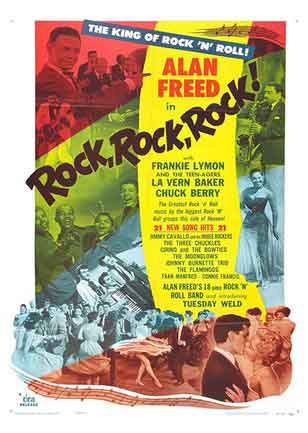 THE KING OF ROCK 'N' ROLL!
ALAN
FREED
in
ROCK, ROCK, ROCK!
with
FRANKIE LYMON
AND THE TEEN-AGERS
LA VERN BAKER
CHUCK BERRY
The Greatest Rock 'n' Roll
music by the biggest Rock 'N'
Roll groups this side of Heaven!
21 NEW SONG HITS 21
JIMMY CAVALLO and his HOUSE ROCKERS
THE THREE CHUCKLES
CIRINO and THE BOWTIES
THE MOONGLOWS
JOHNNY BURNETTE TRIO
THE FLAMINGOS
FRAN MANFRED · CONNIE FRANCIS
ALAN FREED'S 18 piece ROCK 'N'
ROLL BAND and introducing
TUESDAY WELD
dca
RELEASE